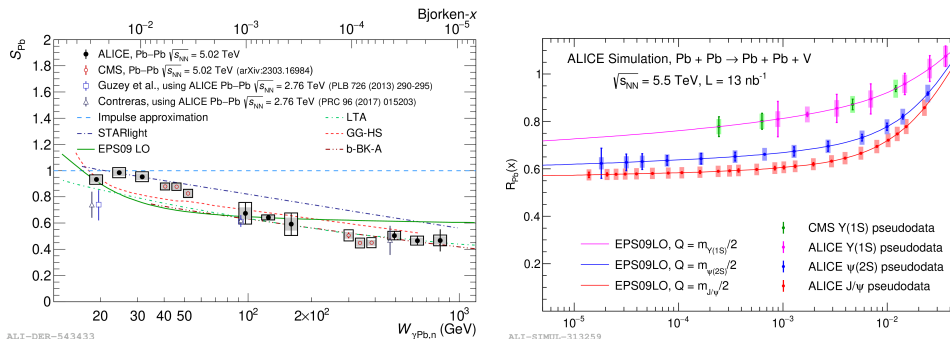 Bjorken-x
10⁻² 10⁻³ 10⁻⁴ 10⁻⁵
S_Pb
2
1.8
1.6
1.4
1.2
1
0.8
0.6
0.4
0.2
0
ALICE, Pb−Pb √s_NN = 5.02 TeV
CMS, Pb−Pb √s_NN = 5.02 TeV (arXiv:2303.16984)
Guzey et al., using ALICE Pb−Pb √s_NN = 2.76 TeV (PLB 726 (2013) 290-295)
Contreras, using ALICE Pb−Pb √s_NN = 2.76 TeV (PRC 96 (2017) 015203)
Impulse approximation
STARlight
EPS09 LO
LTA
GG-HS
b-BK-A
20 30 40 10² 2×10² 10³
W_γPb,n (GeV)
ALI-DER-543433
ALICE Simulation, Pb + Pb → Pb + Pb + V
√s_NN = 5.5 TeV, L = 13 nb⁻¹
R_Pb(x)
1
0.8
0.6
0.4
0.2
EPS09LO, Q = m_Υ(1S)/2
EPS09LO, Q = m_ψ(2S)/2
EPS09LO, Q = m_J/ψ/2
CMS Υ(1S) pseudodata
ALICE Υ(1S) pseudodata
ALICE ψ(2S) pseudodata
ALICE J/ψ pseudodata
10⁻⁵ 10⁻⁴ 10⁻³ 10⁻²
x
ALI-SIMUL-313259